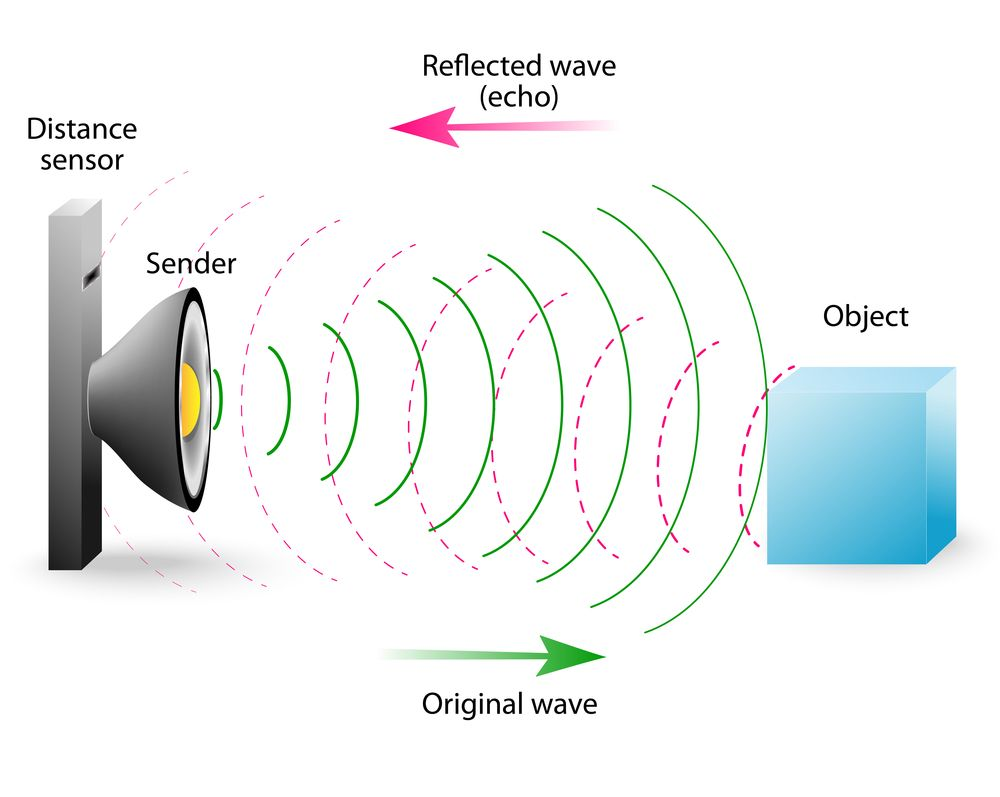 Reflected wave
(echo)
Distance
sensor
Sender
Object
Original wave